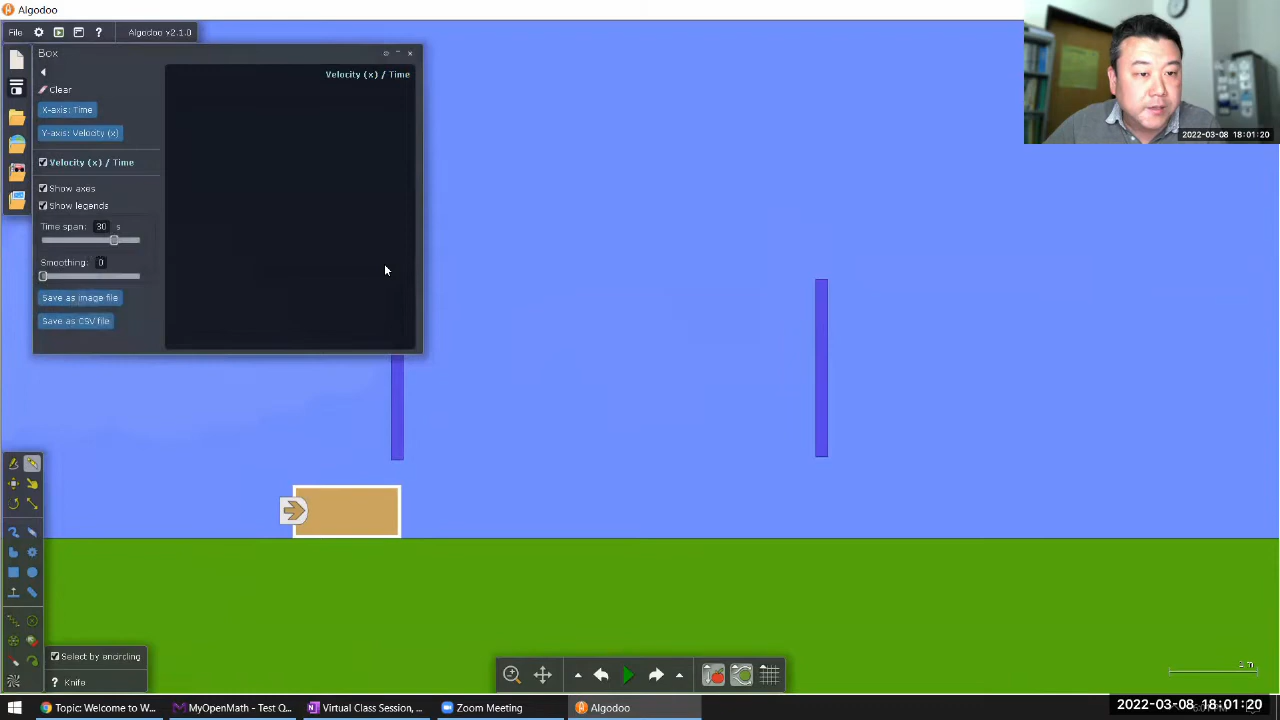 Algodoo
File
?
Algodoo v2.1.0
Box
Velocity (x) / Time
Clear
X-axis: Time
Y-axis: Velocity (x)
Velocity (x) / Time
Show axes
Show legends
Time span: 30 s
Smoothing: 0
Save as image file
Save as CSV file
2022-03-08 18:01:20
Select by encircling
? Knife
1 m
Topic: Welcome to W...
MyOpenMath - Test Q...
Virtual Class Session, ...
Zoom Meeting
Algodoo
2022-03-08 18:01:20